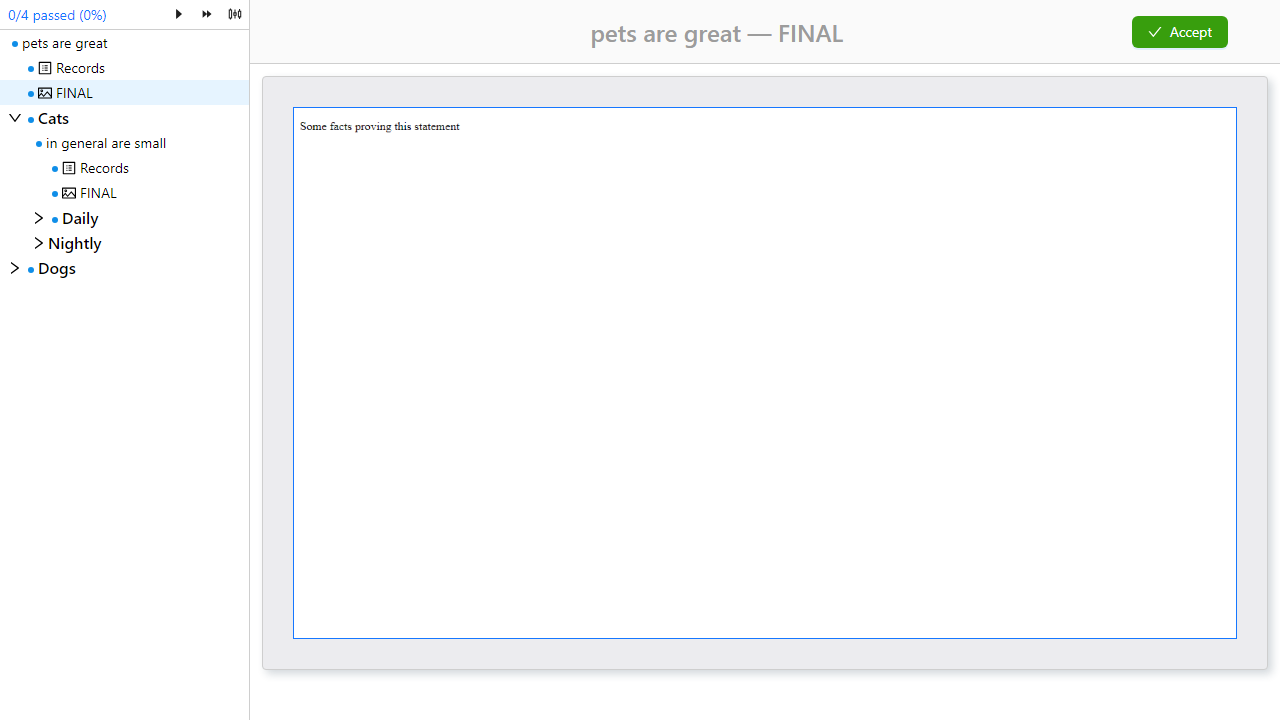 0/4 passed (0%)
pets are great
Records
FINAL
Cats
in general are small
Records
FINAL
Daily
Nightly
Dogs
pets are great — FINAL
Accept
Some facts proving this statement